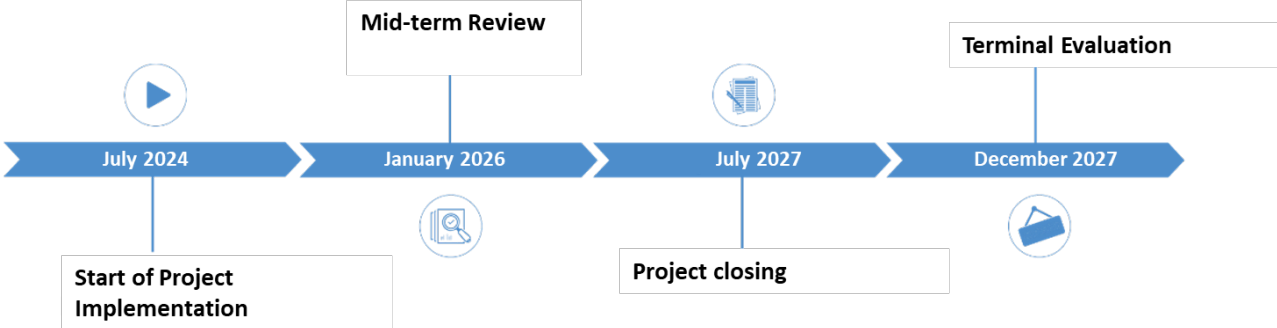 Mid-term Review
Terminal Evaluation
July 2024
January 2026
July 2027
December 2027
Start of Project
Implementation
Project closing